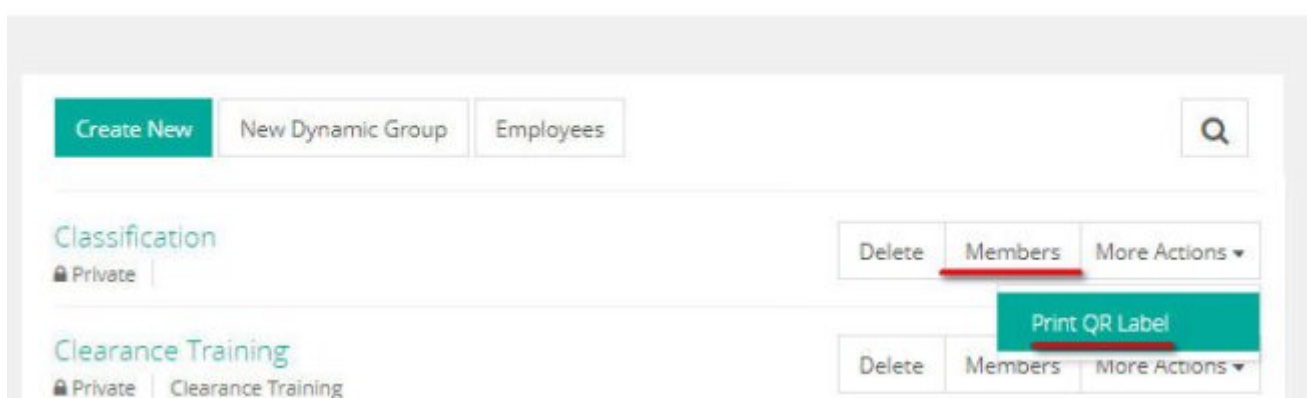 Create New New Dynamic Group Employees
Classification Delete Members More Actions
Private
Print QR Label
Clearance Training Delete Members More Actions
Private Clearance Training